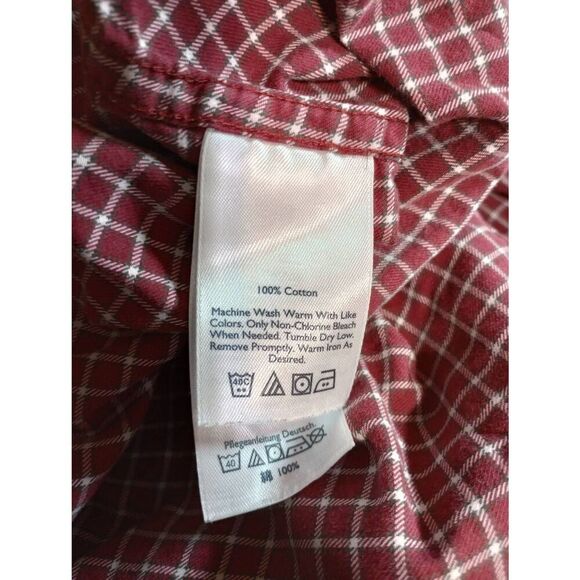 100% Cotton
Machine Wash Warm With Like
Colors. Only Non-Chlorine Bleach
When Needed. Tumble Dry Low.
Remove Promptly. Warm Iron As
Desired.
40C
Pflegeanleitung Deutsch
40
綿 100%